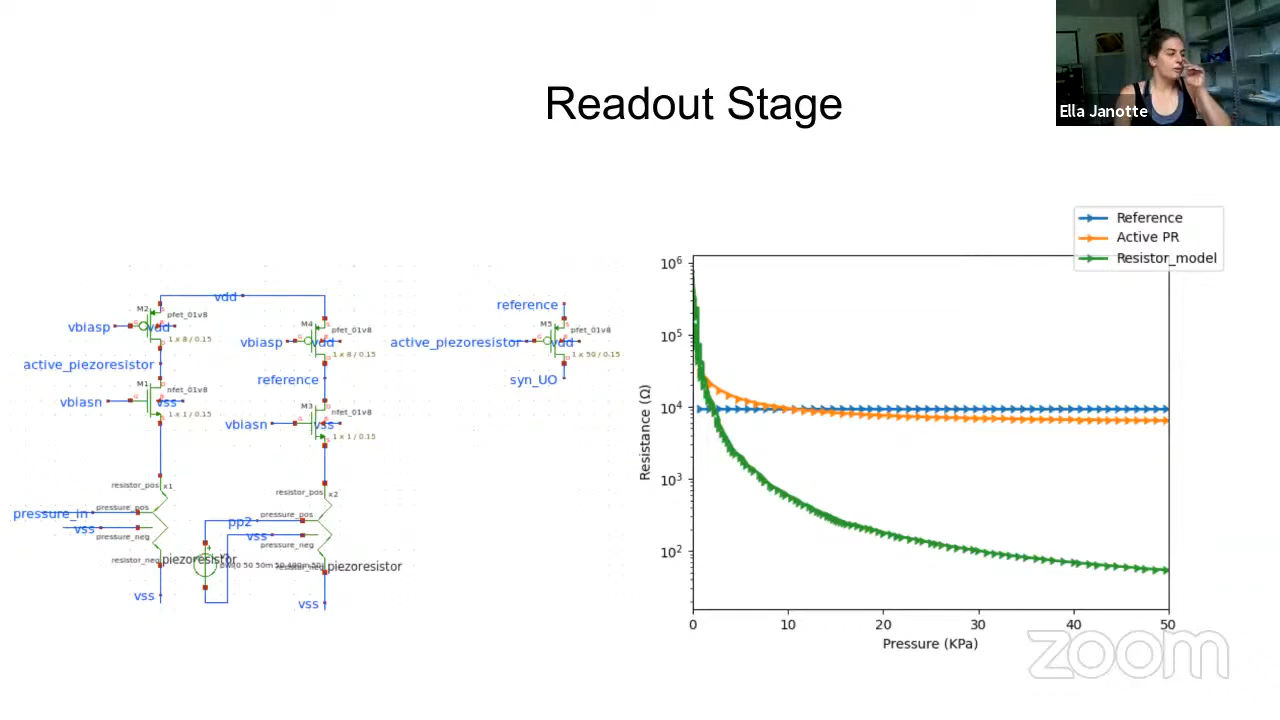 Readout Stage
Ella Janotte
vdd
M2
pfet_01v8
vbiasp
vdd
1 x 8 / 0.15
active_piezoresistor
M1
nfet_01v8
vbiasn
vss
1 x 1 / 0.15
resistor_pos
x1
pressure_pos
pressure_in
vss
pressure_neg
resistor_neg
piezoresistor
vss
M4
pfet_01v8
vbiasp
vdd
1 x 8 / 0.15
reference
M3
nfet_01v8
vbiasn
vss
1 x 1 / 0.15
resistor_pos
x2
pressure_pos
pp2
vss
pressure_neg
piezoresistor
vss
reference
M5
pfet_01v8
active_piezoresistor
vdd
1 x 50 / 0.15
syn_UO
Reference
Active PR
Resistor_model
10⁶
10⁵
10⁴
10³
10²
Resistance (Ω)
0 10 20 30 40 50
Pressure (KPa)
zoom